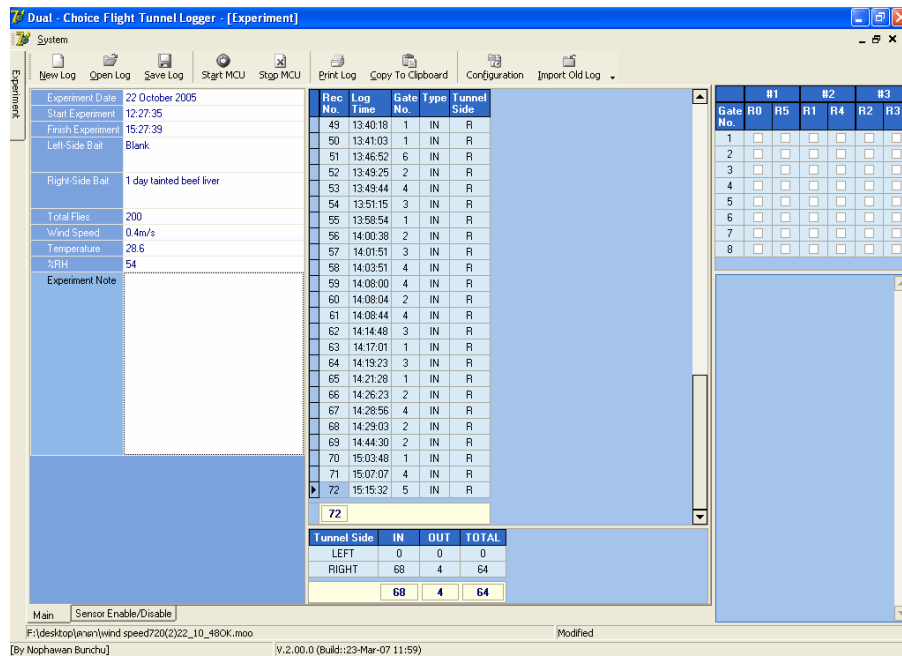 Dual - Choice Flight Tunnel Logger - [Experiment]
System
New Log Open Log Save Log Start MCU Stop MCU Print Log Copy To Clipboard Configuration Import Old Log
Experiment
Experiment Date 22 October 2005
Start Experiment 12:27:35
Finish Experiment 15:27:39
Left-Side Bait Blank
Right-Side Bait 1 day tainted beef liver
Total Flies 200
Wind Speed 0.4m/s
Temperature 28.6
%RH 54
Experiment Note
Rec No. Log Time Gate No. Type Tunnel Side
49 13:40:18 1 IN R
50 13:41:03 1 IN R
51 13:46:52 6 IN R
52 13:49:25 2 IN R
53 13:49:44 4 IN R
54 13:51:15 3 IN R
55 13:58:54 1 IN R
56 14:00:38 2 IN R
57 14:01:51 3 IN R
58 14:03:51 4 IN R
59 14:08:00 4 IN R
60 14:08:04 2 IN R
61 14:08:44 4 IN R
62 14:14:48 3 IN R
63 14:17:01 1 IN R
64 14:19:23 3 IN R
65 14:21:28 1 IN R
66 14:26:23 2 IN R
67 14:28:56 4 IN R
68 14:29:03 2 IN R
69 14:44:30 2 IN R
70 15:03:48 1 IN R
71 15:07:07 4 IN R
72 15:15:32 5 IN R
72
Tunnel Side IN OUT TOTAL
LEFT 0 0 0
RIGHT 68 4 64
68 4 64
#1 #2 #3
Gate No. R0 R5 R1 R4 R2 R3
1
2
3
4
5
6
7
8
Main Sensor Enable/Disable
F:\desktop\ตาลา\wind speed720(2)22_10_48OK.moo Modified
[By Nophawan Bunchu] V.2.00.0 (Build::23-Mar-07 11:59)